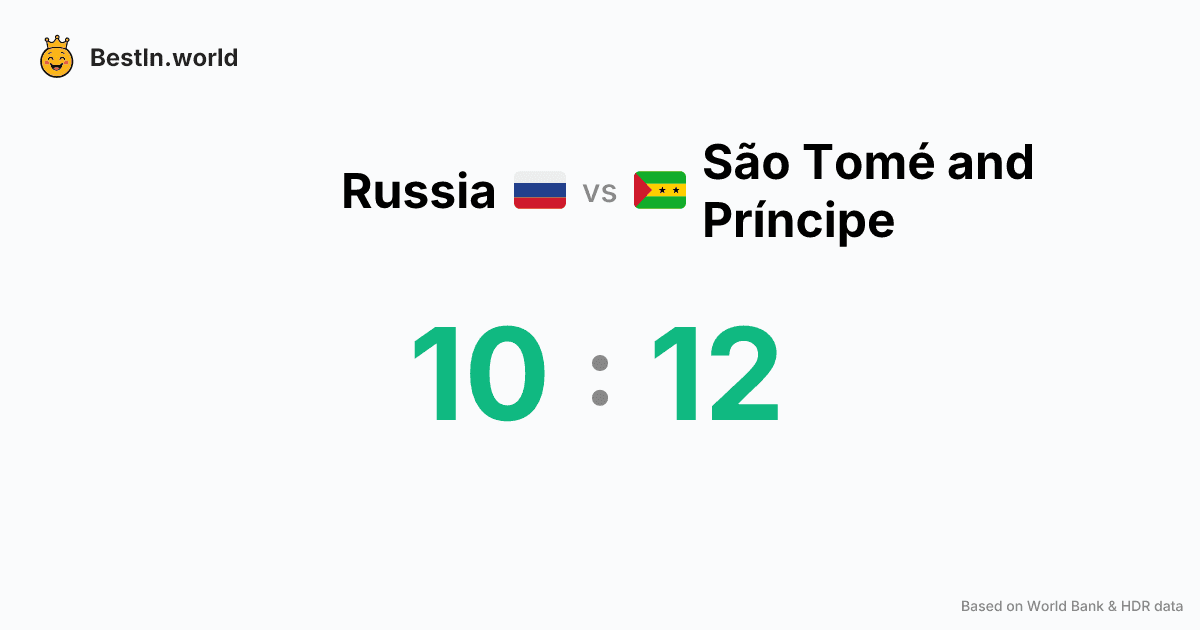 BestIn.world
Russia vs São Tomé and
Príncipe
10 : 12
Based on World Bank & HDR data